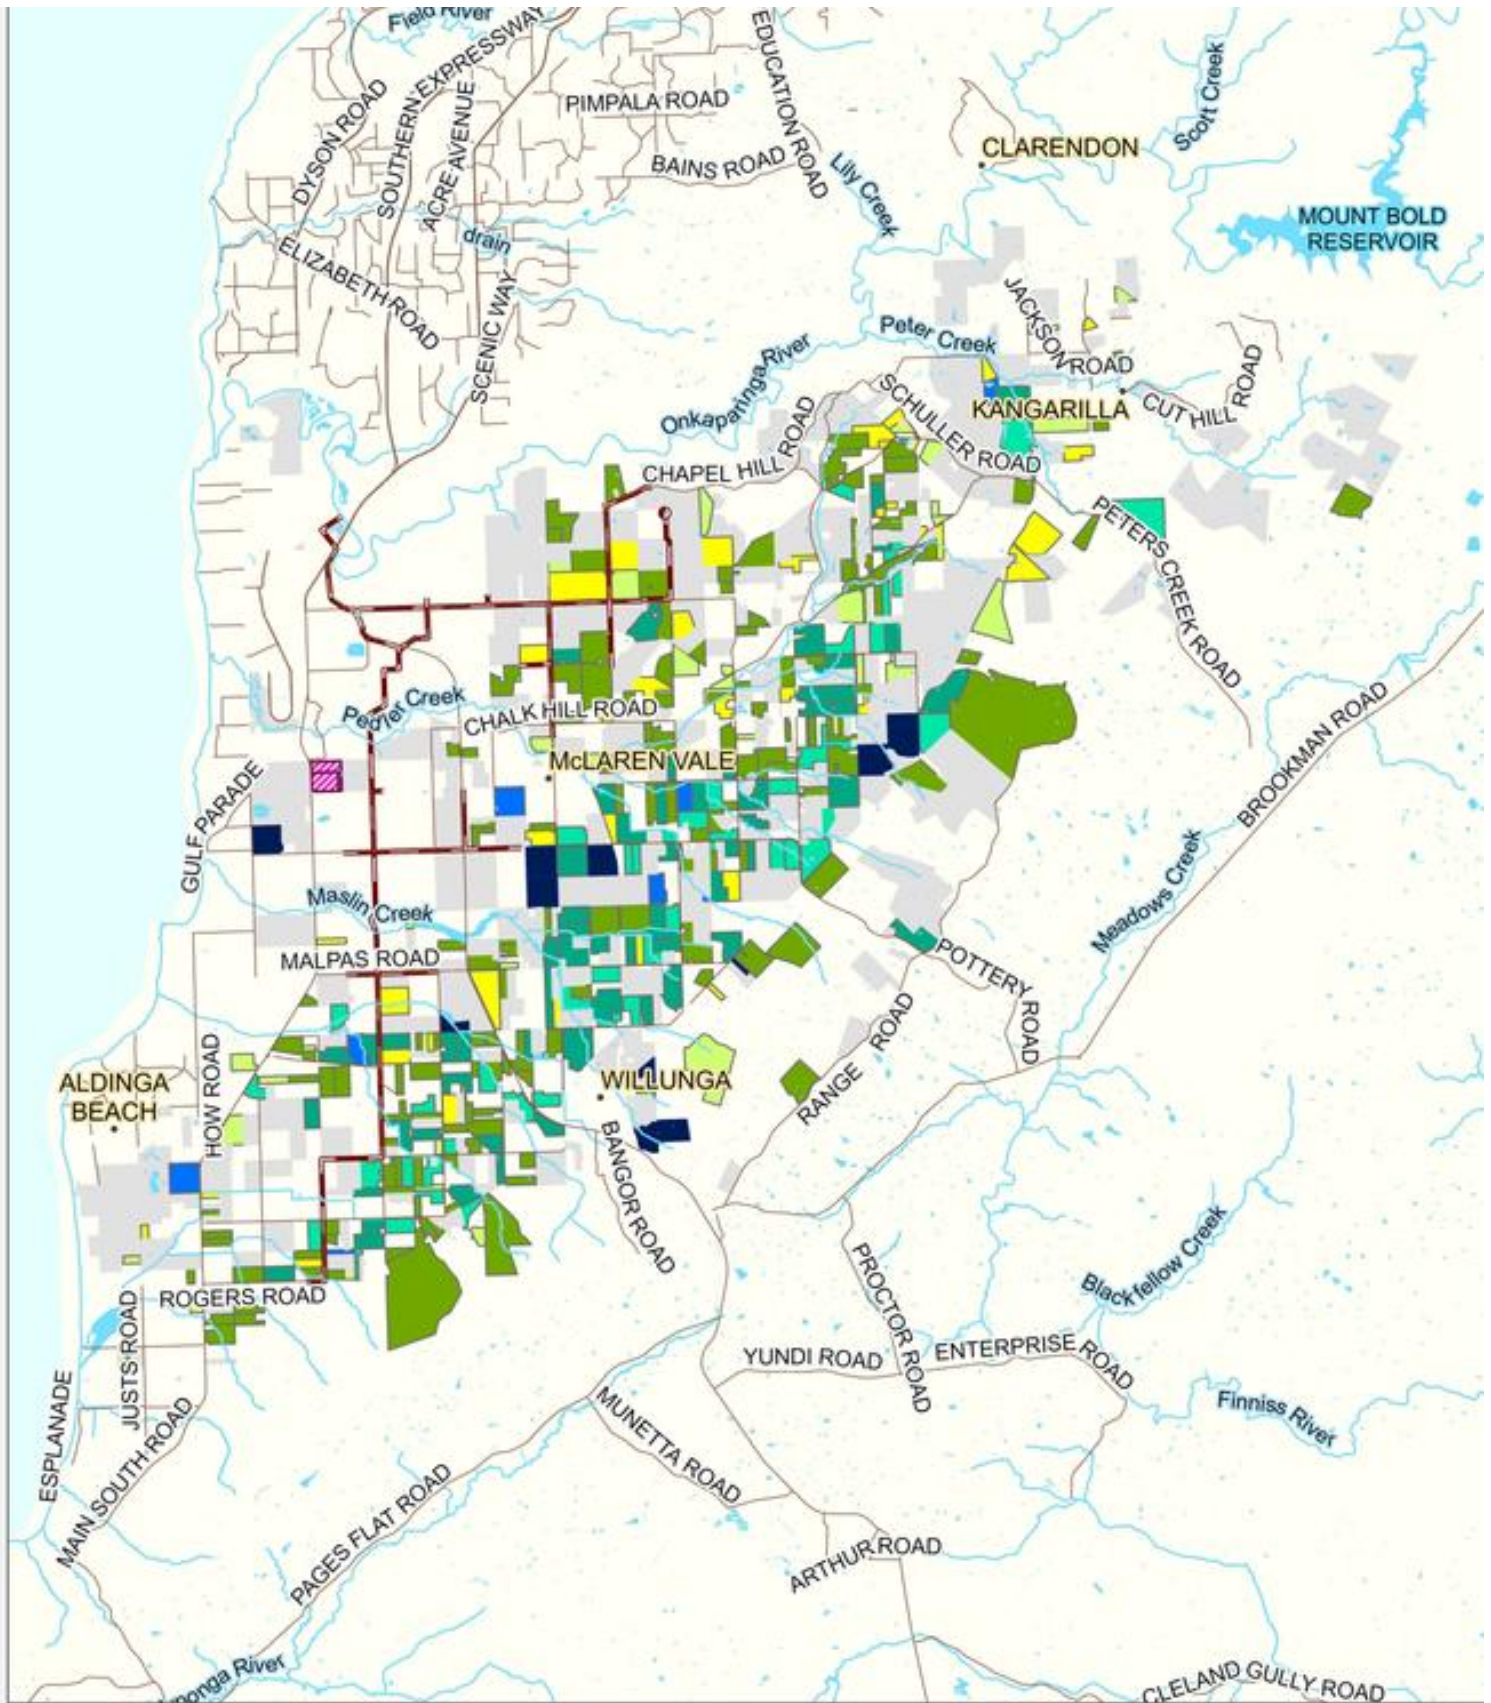 Field River
SOUTHERN EXPRESSWAY
EDUCATION ROAD
DYSON ROAD
ACRE AVENUE
PIMPALA ROAD
BAINS ROAD
Lily Creek
CLARENDON
Scott Creek
MOUNT BOLD
RESERVOIR
drain
ELIZABETH ROAD
SCENIC WAY
JACKSON ROAD
Peter Creek
Onkaparinga River
SCHULLER ROAD
KANGARILLA
CUT HILL ROAD
CHAPEL HILL ROAD
PETERS CREEK ROAD
Pedler Creek
CHALK HILL ROAD
McLAREN VALE
BROOKMAN ROAD
GULF PARADE
Meadows Creek
Maslin Creek
MALPAS ROAD
POTTERY ROAD
RANGE ROAD
HOW ROAD
ALDINGA
BEACH
WILLUNGA
BANGOR ROAD
PROCTOR ROAD
Blackfellow Creek
ROGERS ROAD
JUSTS ROAD
YUNDI ROAD
ENTERPRISE ROAD
Finniss River
ESPLANADE
MAIN SOUTH ROAD
MUNETTA ROAD
PAGES FLAT ROAD
ARTHUR ROAD
River
CLELAND GULLY ROAD